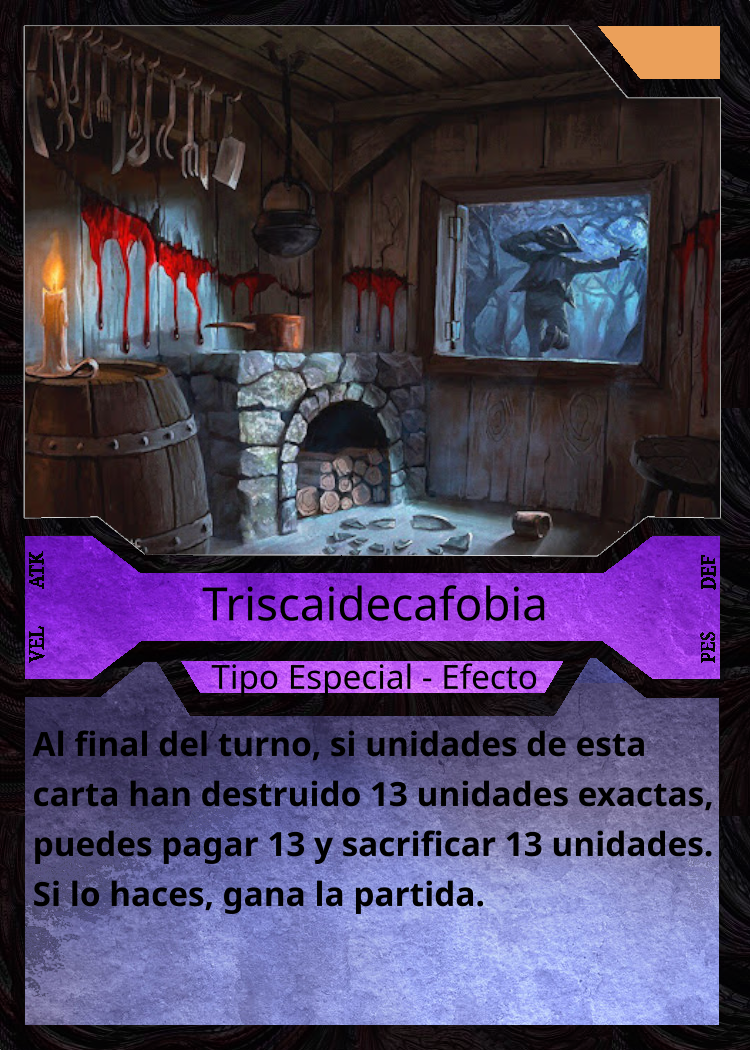 ATK
DEF
VEL
PES
Triscaidecafobia
Tipo Especial - Efecto
Al final del turno, si unidades de esta
carta han destruido 13 unidades exactas,
puedes pagar 13 y sacrificar 13 unidades.
Si lo haces, gana la partida.